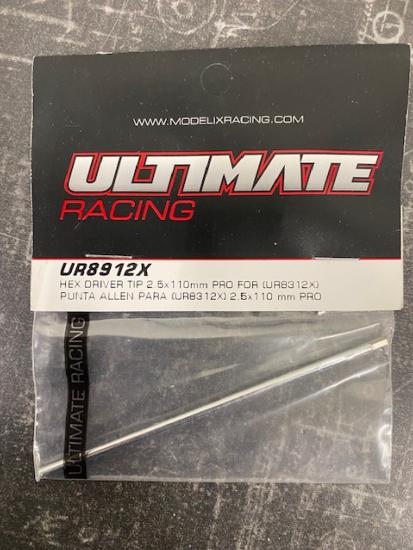 WWW.MODELIXRACING.COM
ULTIMATE
RACING
UR8912X
HEX DRIVER TIP 2.5x110mm PRO FOR (UR8312X)
PUNTA ALLEN PARA (UR8312X) 2.5x110 mm PRO
ULTIMATE RACING